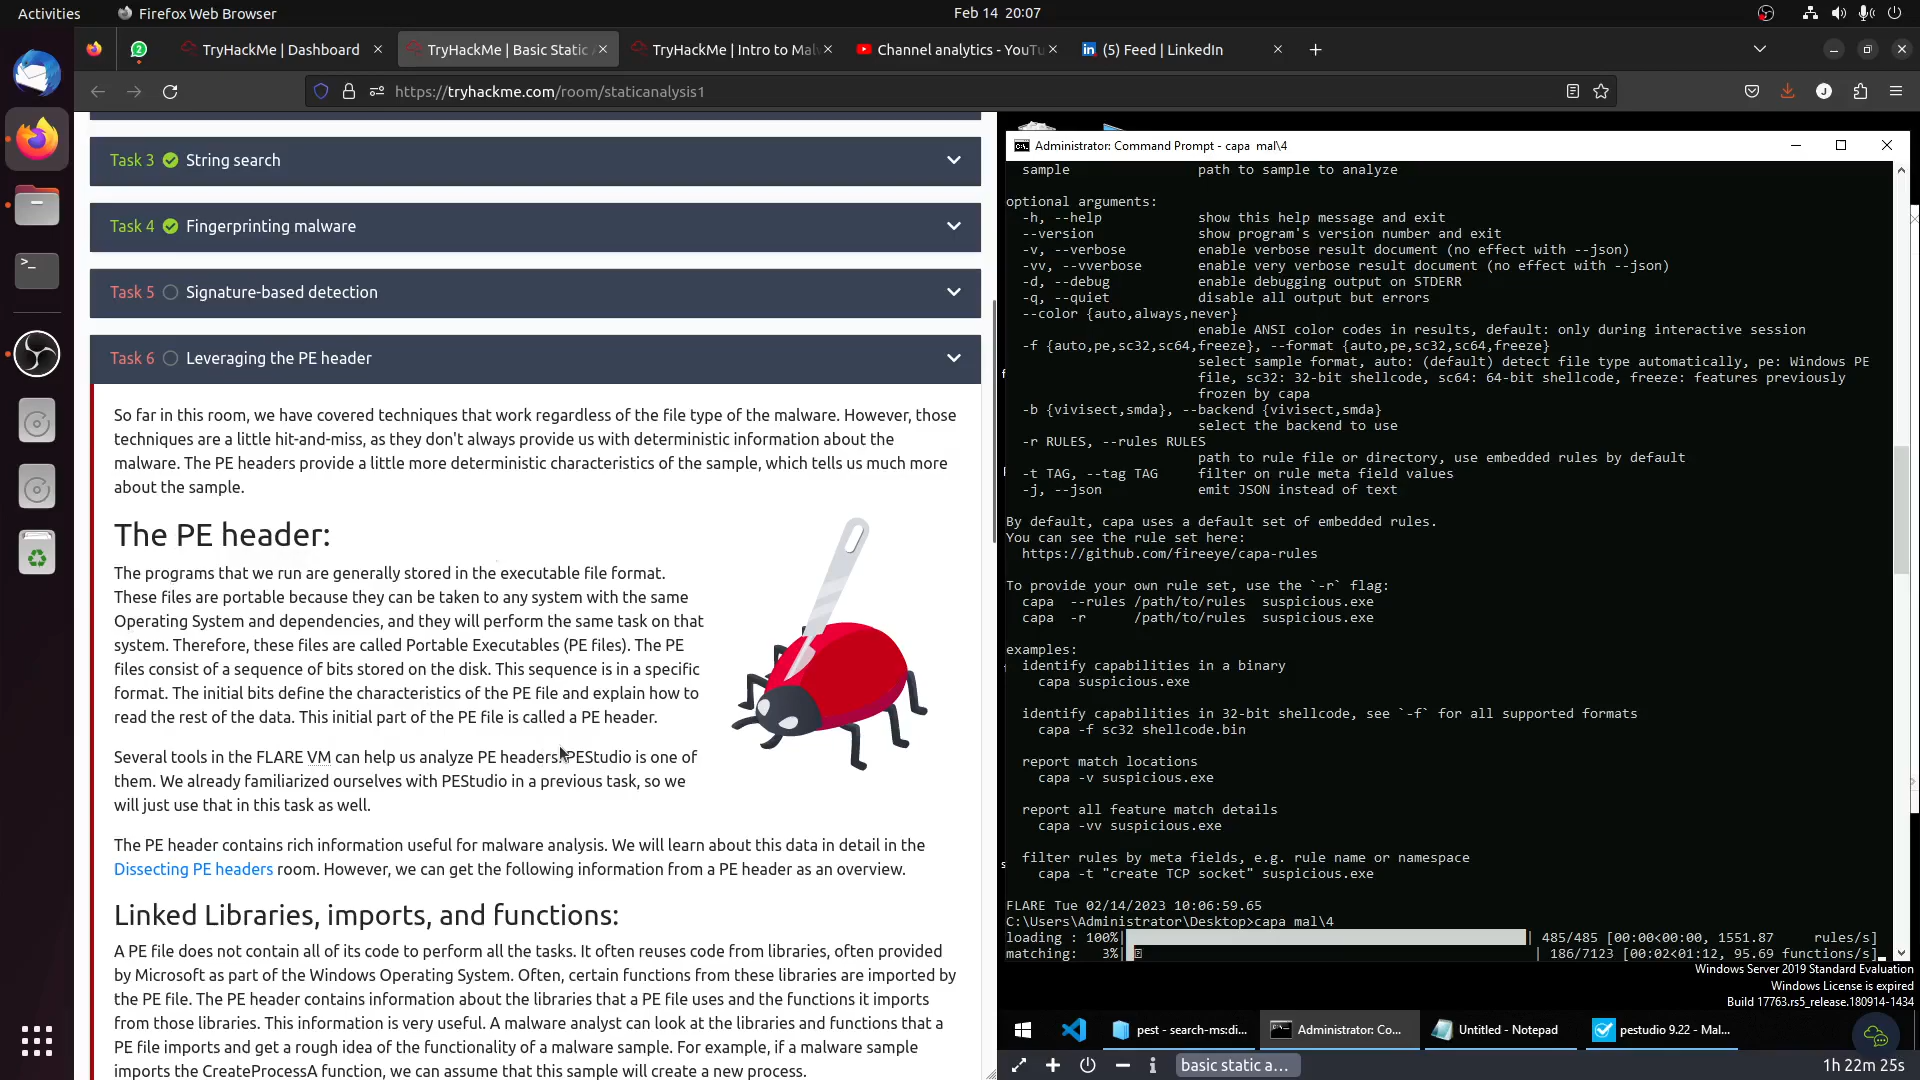 Activities
Firefox Web Browser
Feb 14 20:07
2
TryHackMe | Dashboard
TryHackMe | Basic Static
TryHackMe | Intro to Mal
Channel analytics - YouTu
(5) Feed | LinkedIn
https://tryhackme.com/room/staticanalysis1
J
Task 3 String search
Task 4 Fingerprinting malware
Task 5 Signature-based detection
Task 6 Leveraging the PE header
So far in this room, we have covered techniques that work regardless of the file type of the malware. However, those
techniques are a little hit-and-miss, as they don't always provide us with deterministic information about the
malware. The PE headers provide a little more deterministic characteristics of the sample, which tells us much more
about the sample.
The PE header:
The programs that we run are generally stored in the executable file format.
These files are portable because they can be taken to any system with the same
Operating System and dependencies, and they will perform the same task on that
system. Therefore, these files are called Portable Executables (PE files). The PE
files consist of a sequence of bits stored on the disk. This sequence is in a specific
format. The initial bits define the characteristics of the PE file and explain how to
read the rest of the data. This initial part of the PE file is called a PE header.
Several tools in the FLARE VM can help us analyze PE headers. PEStudio is one of
them. We already familiarized ourselves with PEStudio in a previous task, so we
will just use that in this task as well.
The PE header contains rich information useful for malware analysis. We will learn about this data in detail in the
Dissecting PE headers room. However, we can get the following information from a PE header as an overview.
Linked Libraries, imports, and functions:
A PE file does not contain all of its code to perform all the tasks. It often reuses code from libraries, often provided
by Microsoft as part of the Windows Operating System. Often, certain functions from these libraries are imported by
the PE file. The PE header contains information about the libraries that a PE file uses and the functions it imports
from those libraries. This information is very useful. A malware analyst can look at the libraries and functions that a
PE file imports and get a rough idea of the functionality of a malware sample. For example, if a malware sample
imports the CreateProcessA function, we can assume that this sample will create a new process.
Administrator: Command Prompt - capa mal\4
sample path to sample to analyze
optional arguments:
-h, --help show this help message and exit
--version show program's version number and exit
-v, --verbose enable verbose result document (no effect with --json)
-vv, --vverbose enable very verbose result document (no effect with --json)
-d, --debug enable debugging output on STDERR
-q, --quiet disable all output but errors
--color {auto,always,never}
enable ANSI color codes in results, default: only during interactive session
-f {auto,pe,sc32,sc64,freeze}, --format {auto,pe,sc32,sc64,freeze}
select sample format, auto: (default) detect file type automatically, pe: Windows PE
file, sc32: 32-bit shellcode, sc64: 64-bit shellcode, freeze: features previously
frozen by capa
-b {vivisect,smda}, --backend {vivisect,smda}
select the backend to use
-r RULES, --rules RULES
path to rule file or directory, use embedded rules by default
-t TAG, --tag TAG filter on rule meta field values
-j, --json emit JSON instead of text
By default, capa uses a default set of embedded rules.
You can see the rule set here:
https://github.com/fireeye/capa-rules
To provide your own rule set, use the `-r` flag:
capa --rules /path/to/rules suspicious.exe
capa -r /path/to/rules suspicious.exe
examples:
identify capabilities in a binary
capa suspicious.exe
identify capabilities in 32-bit shellcode, see `-f` for all supported formats
capa -f sc32 shellcode.bin
report match locations
capa -v suspicious.exe
report all feature match details
capa -vv suspicious.exe
filter rules by meta fields, e.g. rule name or namespace
capa -t "create TCP socket" suspicious.exe
FLARE Tue 02/14/2023 10:06:59.65
C:\Users\Administrator\Desktop>capa mal\4
loading : 100%| | 485/485 [00:00<00:00, 1551.87 rules/s]
matching: 3%| | 186/7123 [00:02<01:12, 95.69 functions/s]
Windows Server 2019 Standard Evaluation
Windows License is expired
Build 17763.rs5_release.180914-1434
pest - search-ms:di...
Administrator: Co...
Untitled - Notepad
pestudio 9.22 - Mal...
basic static a...
1h 22m 25s